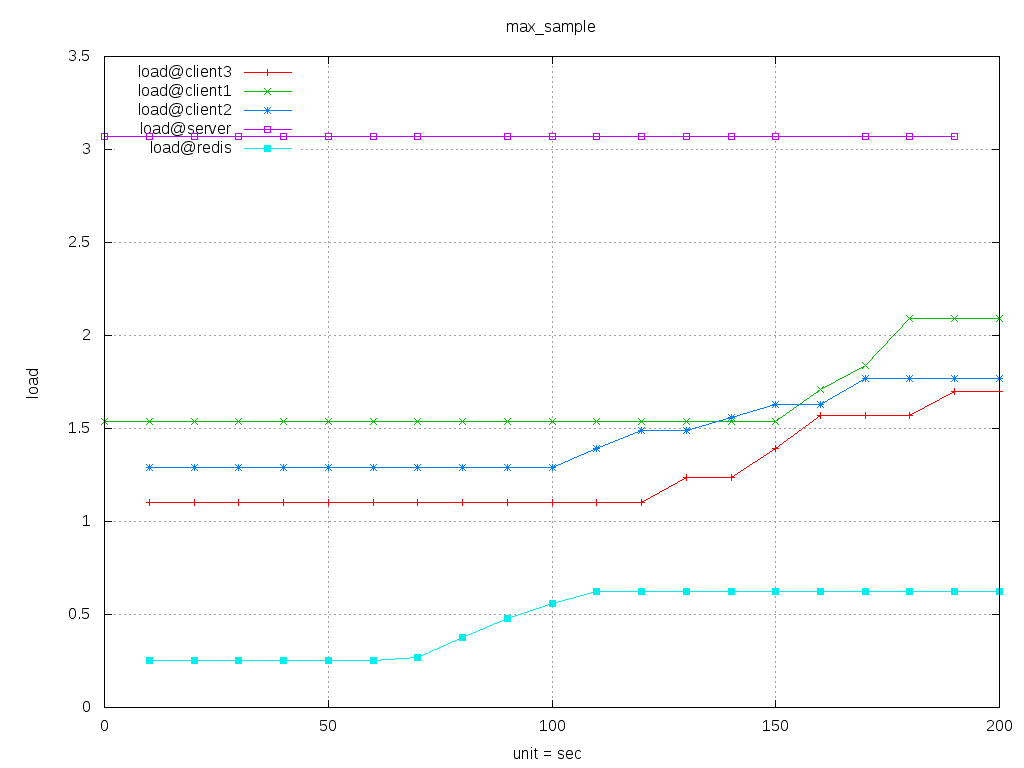 max_sample
3.5
3
2.5
2
1.5
1
0.5
0
load
load@client3
load@client1
load@client2
load@server
load@redis
0 50 100 150 200
unit = sec